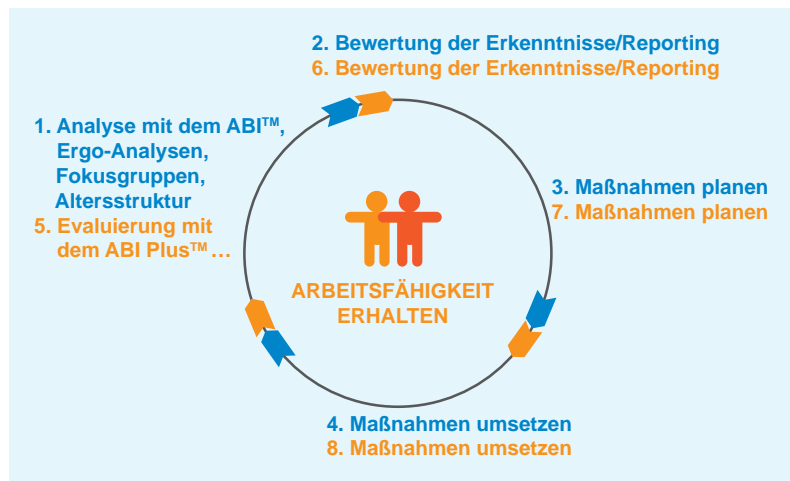 2. Bewertung der Erkenntnisse/Reporting
6. Bewertung der Erkenntnisse/Reporting
1. Analyse mit dem ABI™,
Ergo-Analysen,
Fokusgruppen,
Altersstruktur
5. Evaluierung mit
dem ABI Plus™ …
3. Maßnahmen planen
7. Maßnahmen planen
ARBEITSFÄHIGKEIT
ERHALTEN
4. Maßnahmen umsetzen
8. Maßnahmen umsetzen